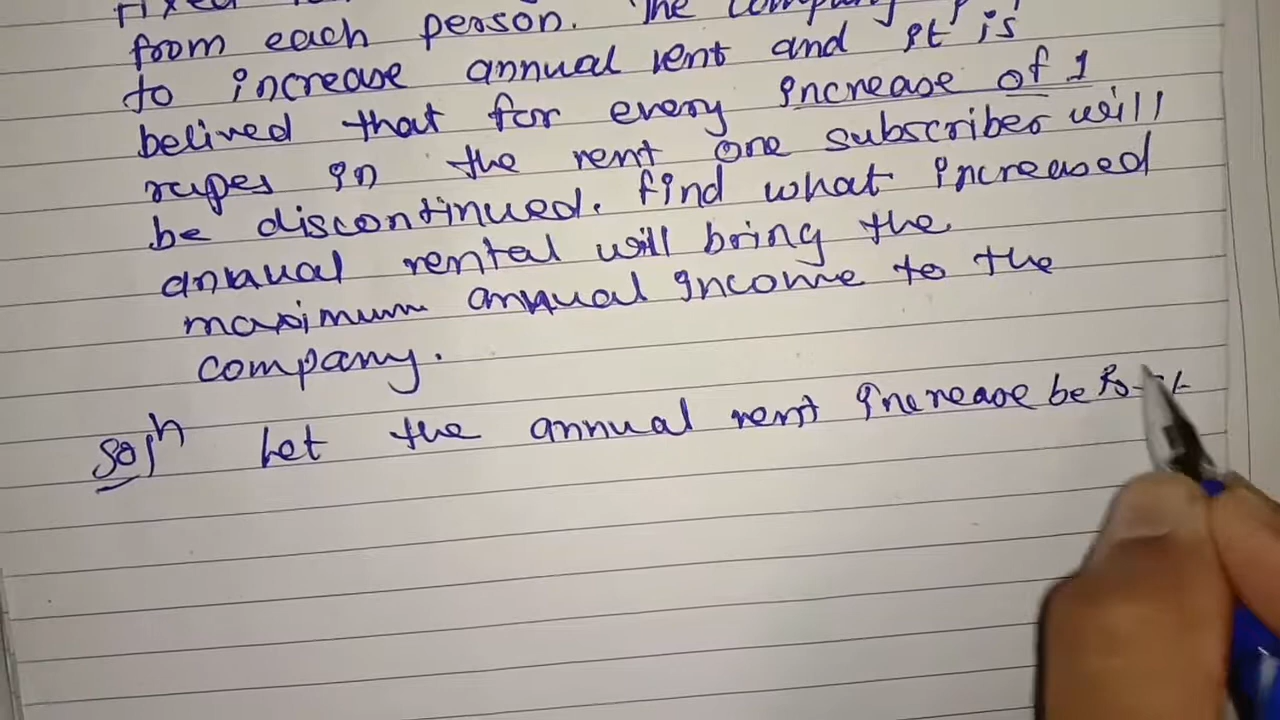 from each person. The company
to increase annual rent and it is
belived that for every increase of 1
rupes in the rent one subscriber will
be discontinued. find what increased
annual rental will bring the
maximum annual income to the
company.
Soln Let the annual rent increase be Rs